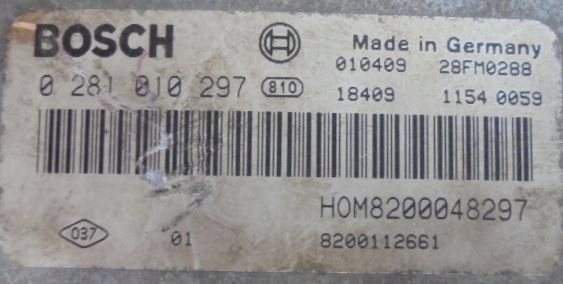 BOSCH
Made in Germany
010409 28FM0288
0 281 010 297 810
18409 1154 0059
HOM8200048297
037 01 8200112661